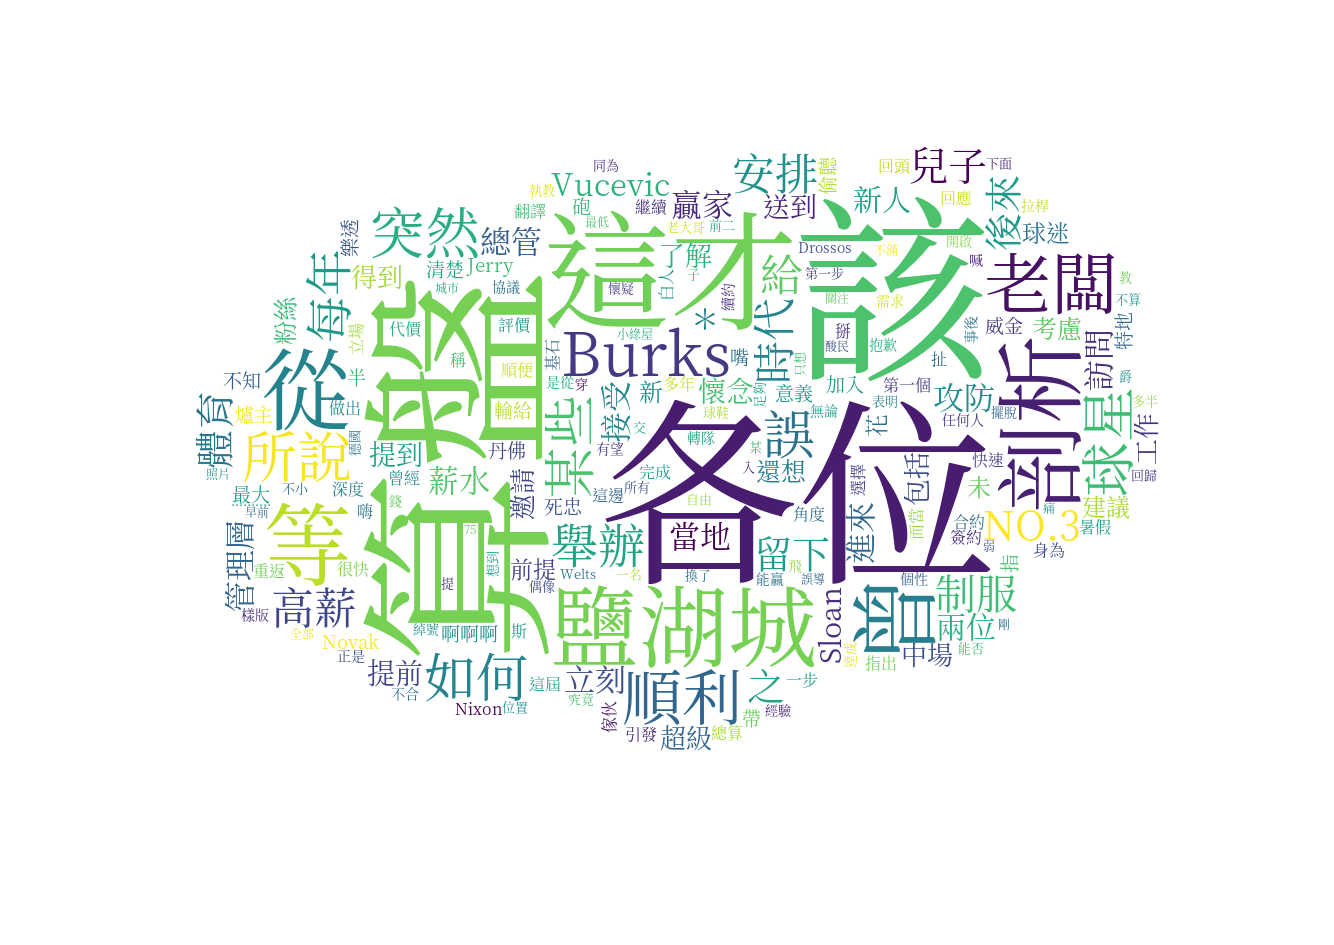 同為
下面
執教
Vucevic
安排
偷聽
回頭
兒子
砲
繼續
贏家
送到
新人
回應
後來
拉桿
翻譯
最低
老大哥
前二
突然
總管
樂透
這才
該
球迷
Drossos
不滿
開啟
喊
得到
清楚
Jerry
了解
白人
子
給
第一步
老闆
教
每年
城市
協議
懷疑
續約
關注
需求
不算
粉絲
立場
代價
評價
小綠屋
*
時代
掰
酸民
抱歉
事後
威金
考慮
特地
股
稱
順便
基石
Burks
嘴
只想
扯
訪問
不知
半
從
是從
穿
多年
懷念
意義
加入
第一個
爵
體育台
爐主
做出
輸給
某些
接受
新
球鞋
足夠
無論
表明
攻防
任何人
擺脫
剖析
球星
多半
工作
德國
所說
提到
丹佛
有望
交
轉隊
誤
花
各位
照片
曾經
薪水
邀請
完成
某
入
還想
選擇
包括
快速
未
回歸
最大
不小
深度
死忠
這邊
所有
早前
等
嗨
錢
自由
角度
而當
痛
建議
75
舉辦
當地
留下
進來
合約
簽約
NO.3
暑假
管理層
重返
很快
想到
前提
弱
身為
指
提
Welts
一名
換了
能贏
飛
誤導
個性
制服
高薪
偶像
鹽湖城
Sloan
曾
樣版
全部
Novak
綽號
啊啊啊
斯
兩位
剛
正是
達成
指出
中場
能否
提前
不合
如何
這屆
立刻
順利
之
一步
Nixon
位置
究竟
傢伙
引發
超級
總算
帶
經驗